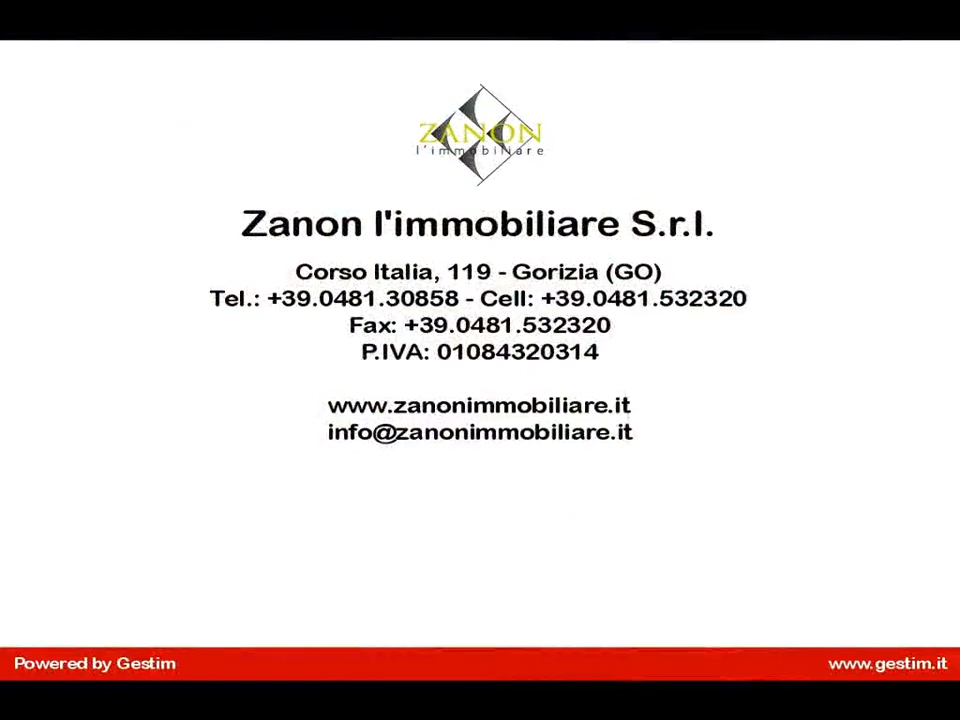 ZANON
l'immobiliare
Zanon l'immobiliare S.r.l.
Corso Italia, 119 - Gorizia (GO)
Tel.: +39.0481.30858 - Cell: +39.0481.532320
Fax: +39.0481.532320
P.IVA: 01084320314
www.zanonimmobiliare.it
info@zanonimmobiliare.it
Powered by Gestim
www.gestim.it